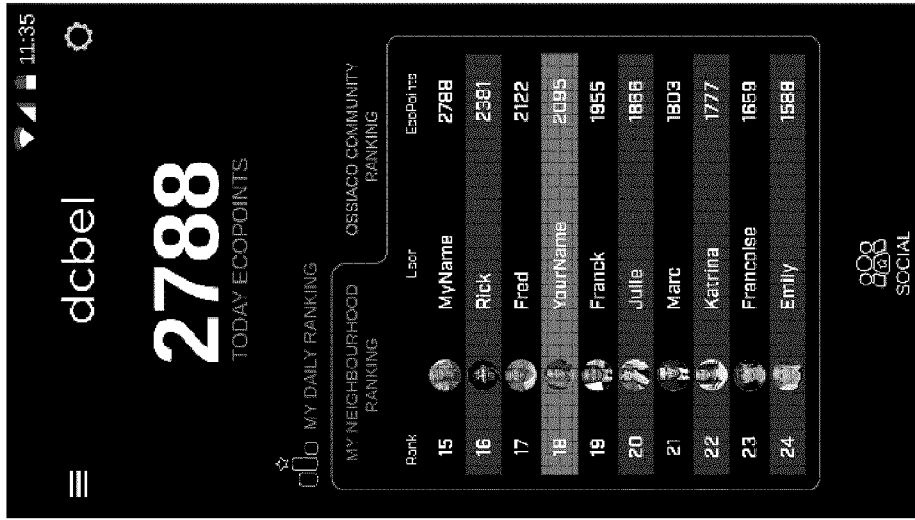 11:35
dcbel
2788
TODAY ECOPOINTS
MY DAILY RANKING
MY NEIGHBOURHOOD RANKING
OSSIACO COMMUNITY RANKING
Rank User EcoPoints
15 MyName 2788
16 Rick 2381
17 Fred 2122
18 YourName 2095
19 Franck 1955
20 Julie 1866
21 Marc 1803
22 Katrina 1777
23 Francoise 1659
24 Emily 1588
SOCIAL